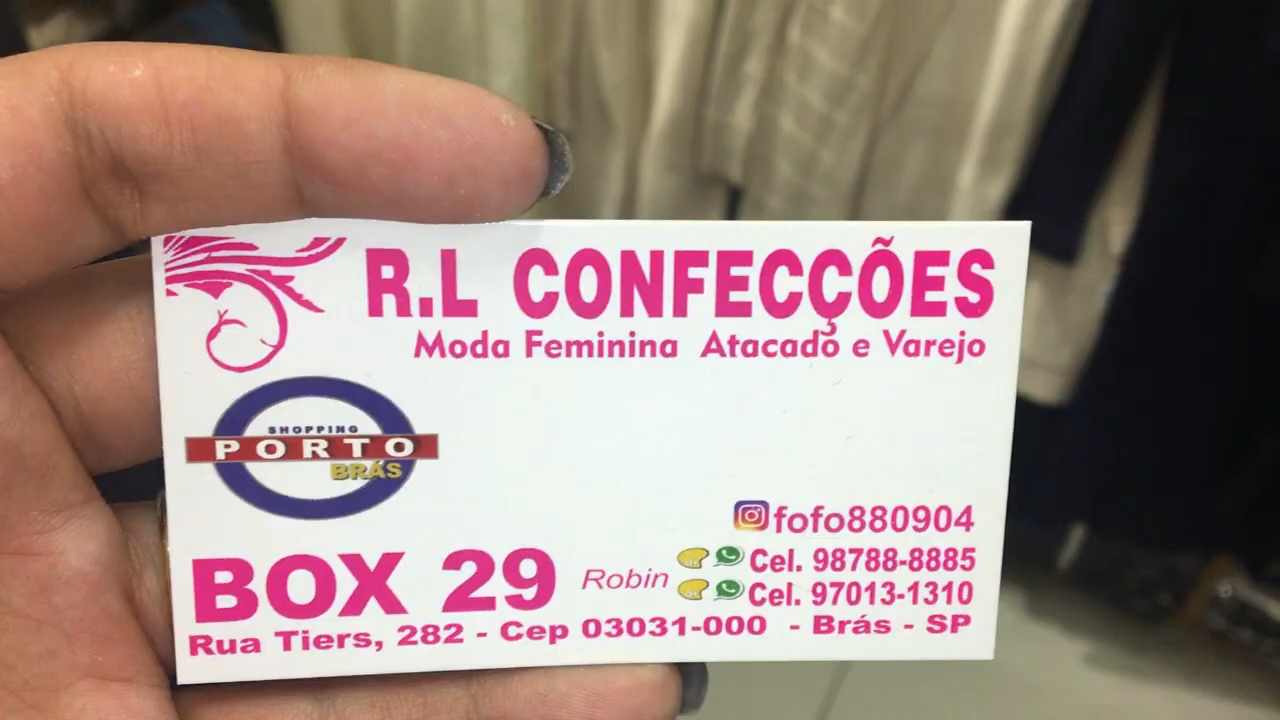 R.L CONFECÇÕES
Moda Feminina Atacado e Varejo
SHOPPING
PORTO
BRÁS
fofo880904
BOX 29
Robin
Cel. 98788-8885
Cel. 97013-1310
Rua Tiers, 282 - Cep 03031-000 - Brás - SP